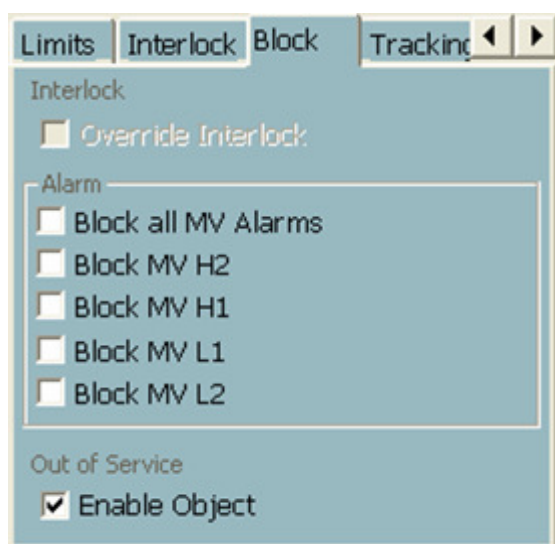 Limits Interlock Block Tracking
Interlock
Override Interlock
Alarm
Block all MV Alarms
Block MV H2
Block MV H1
Block MV L1
Block MV L2
Out of Service
Enable Object